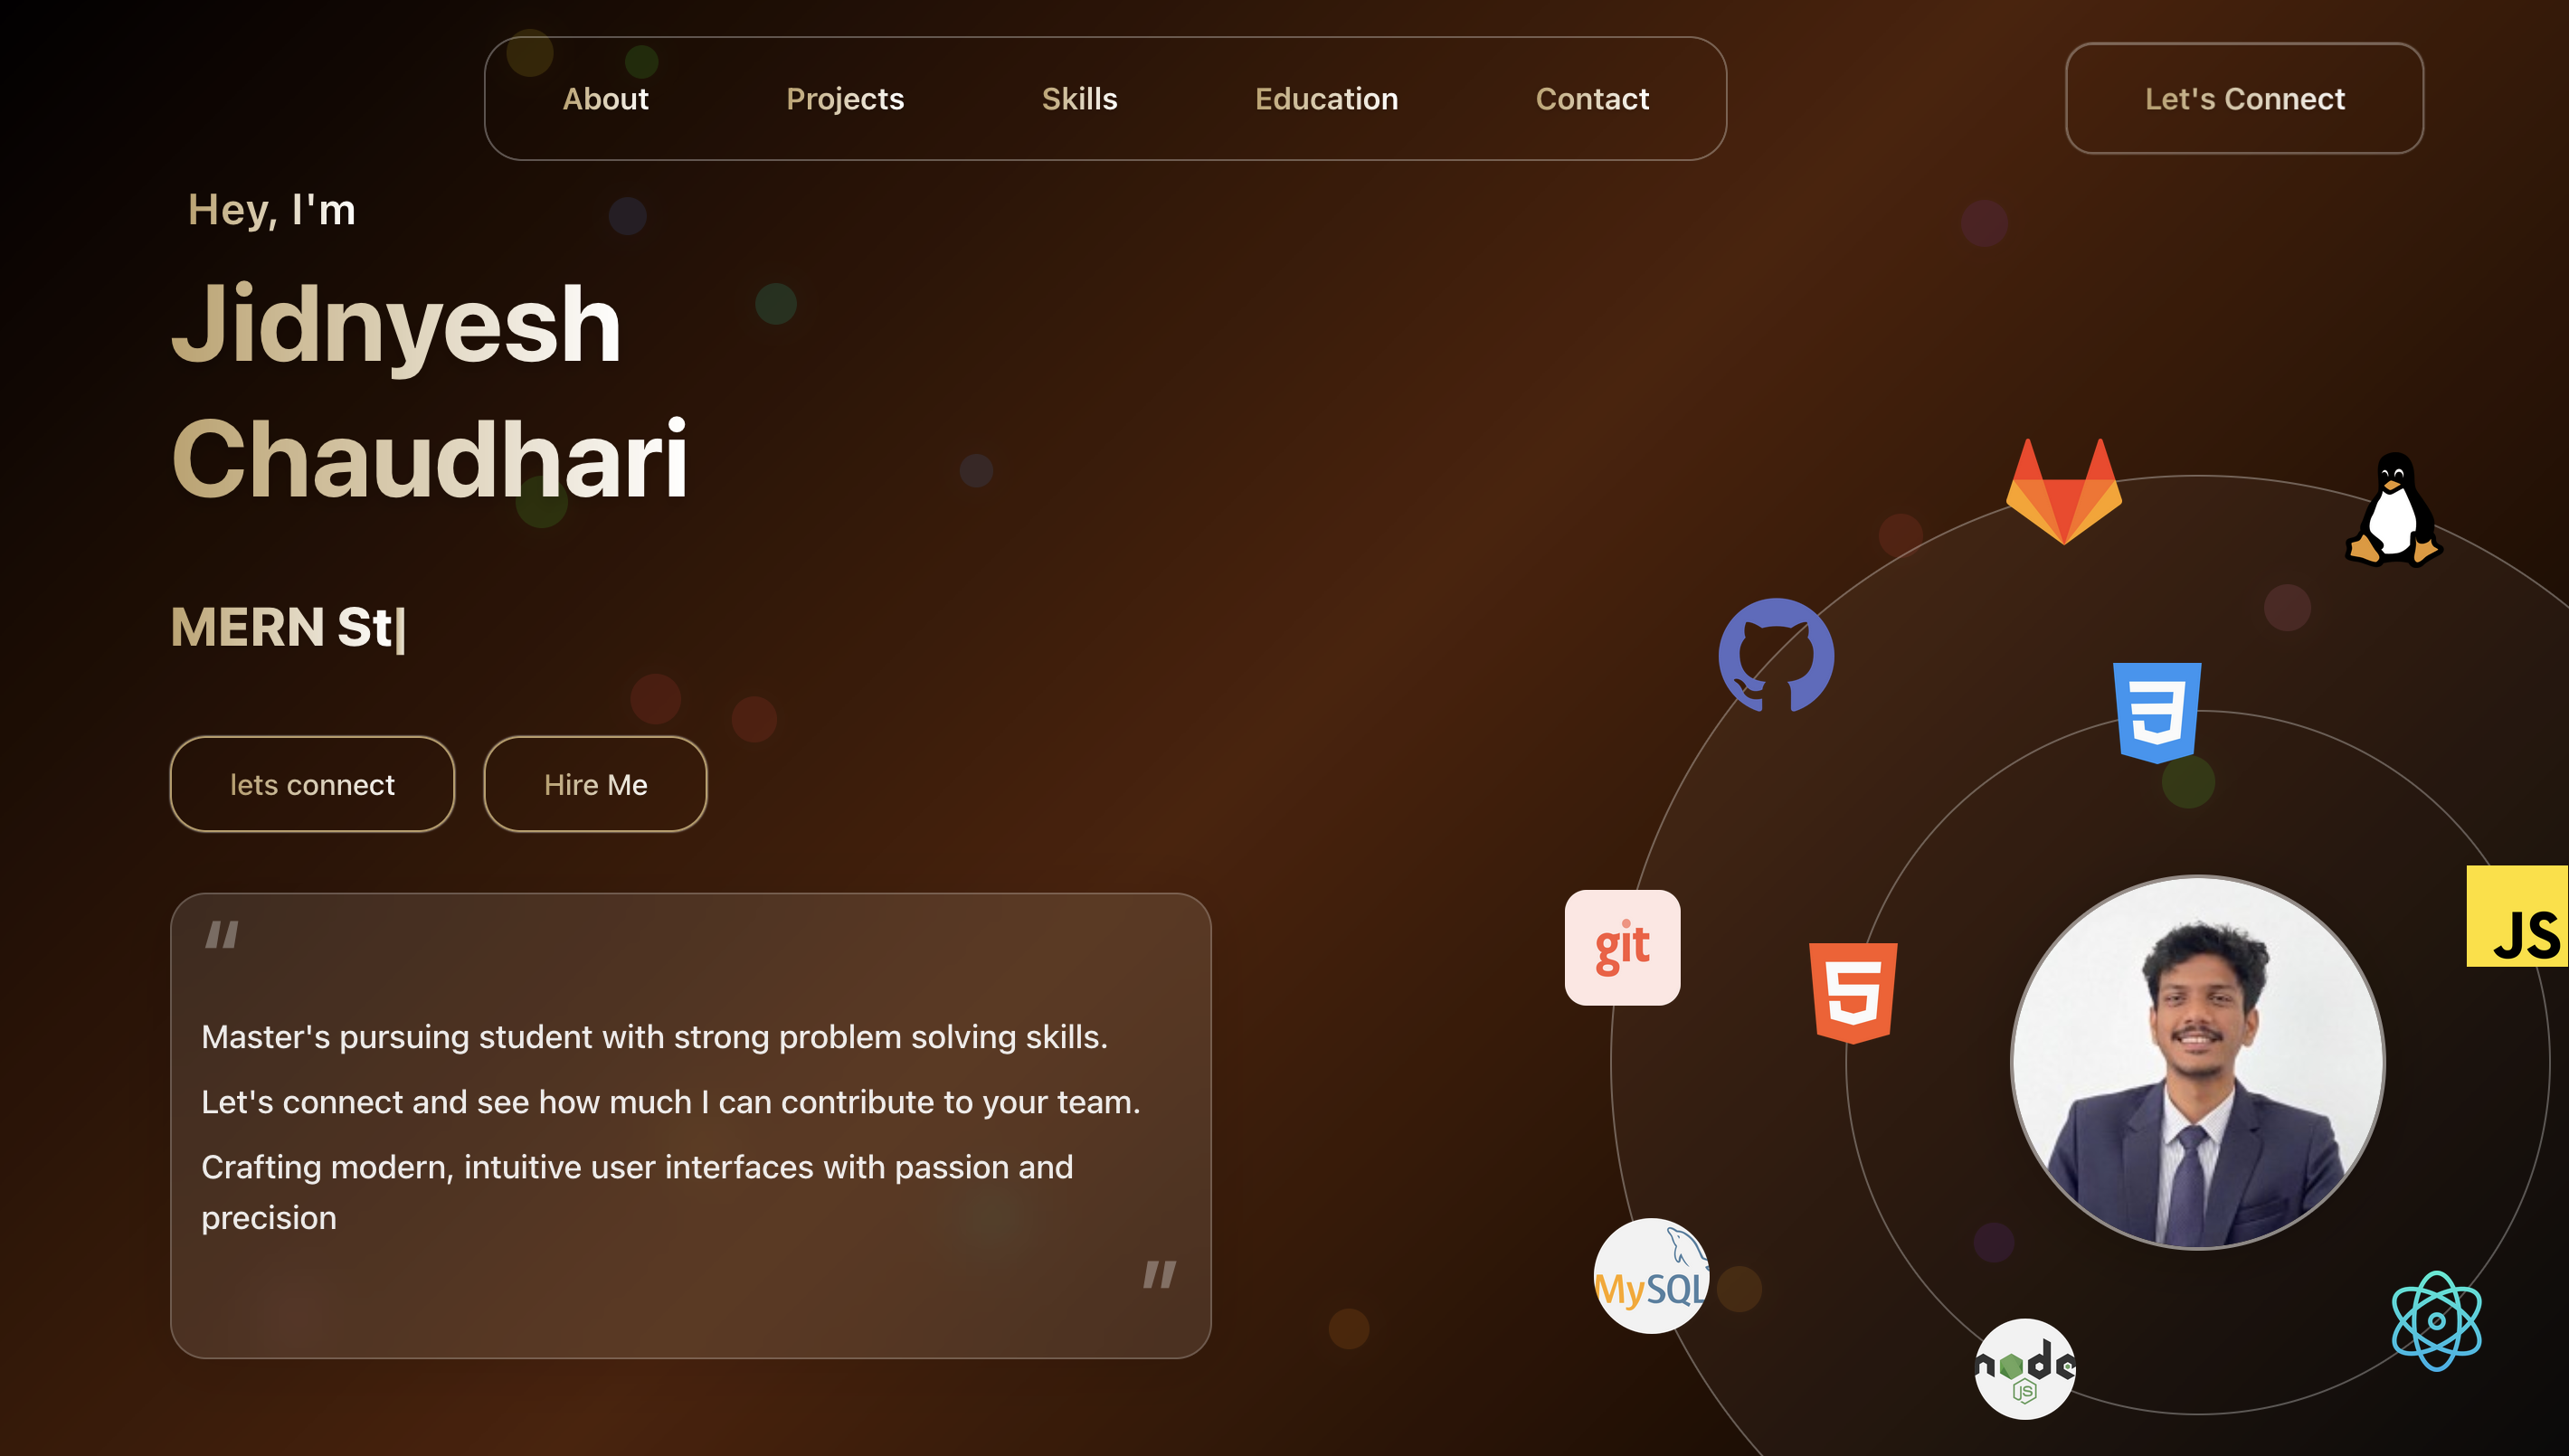 About Projects Skills Education Contact
Let's Connect
Hey, I'm
Jidnyesh
Chaudhari
MERN St|
lets connect
Hire Me
"
Master's pursuing student with strong problem solving skills.
Let's connect and see how much I can contribute to your team.
Crafting modern, intuitive user interfaces with passion and
precision
"
git
5
3
JS
MySQL
node
JS